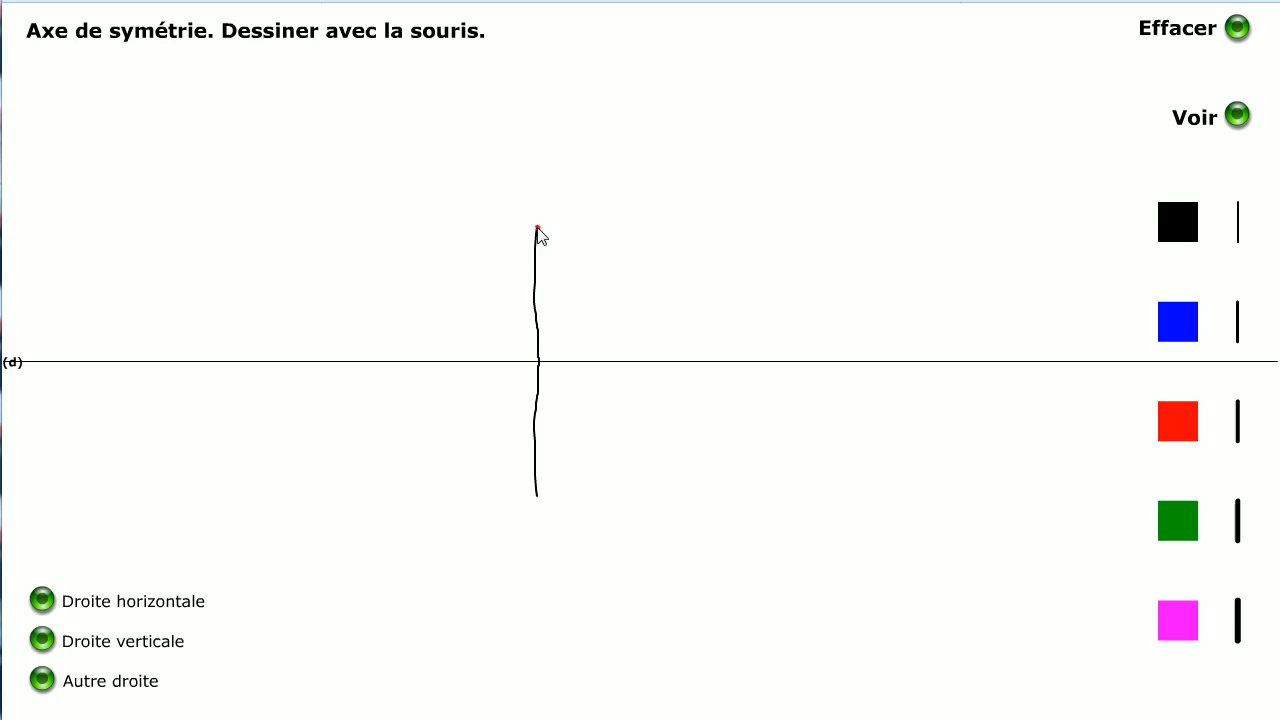 Axe de symétrie. Dessiner avec la souris.
Effacer
Voir
(d)
Droite horizontale
Droite verticale
Autre droite